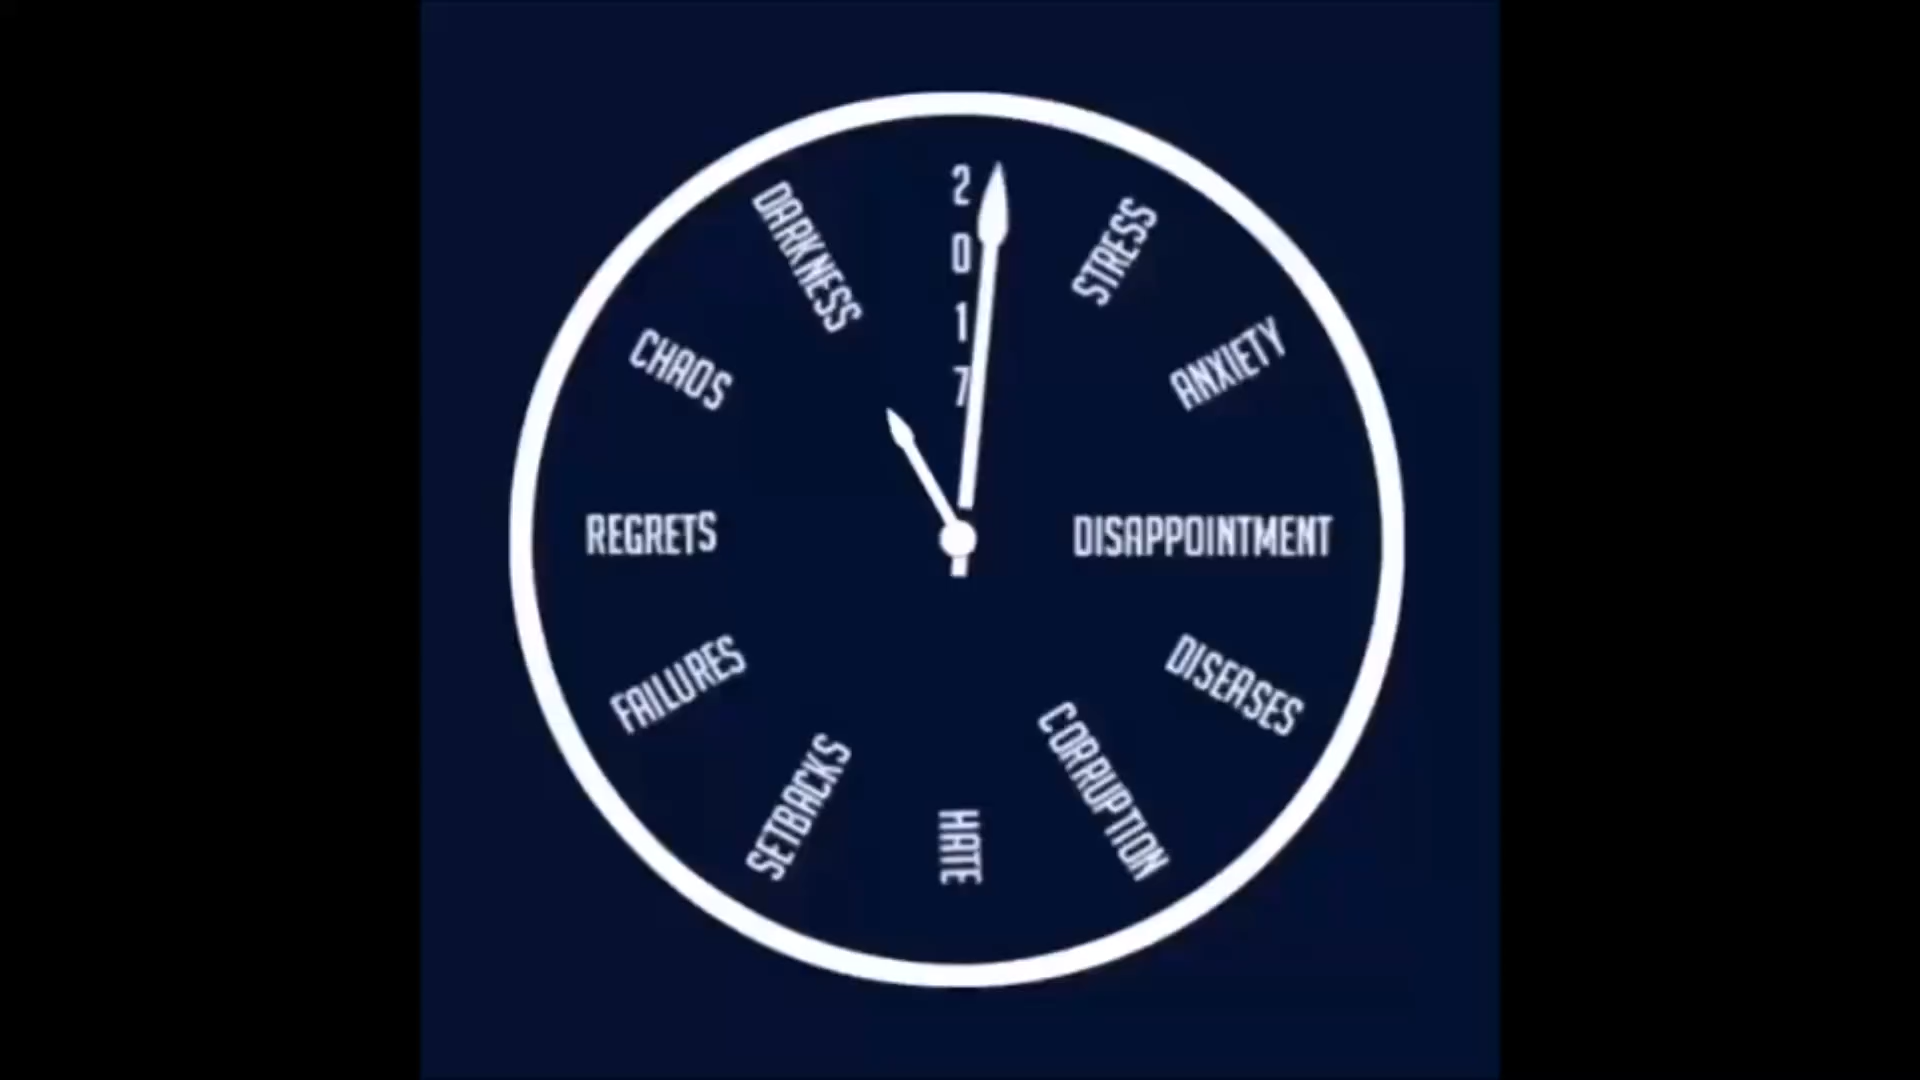 2017
STRESS
ANXIETY
DISAPPOINTMENT
DISEASES
CORRUPTION
HATE
SETBACKS
FAILURES
REGRETS
CHAOS
DARKNESS